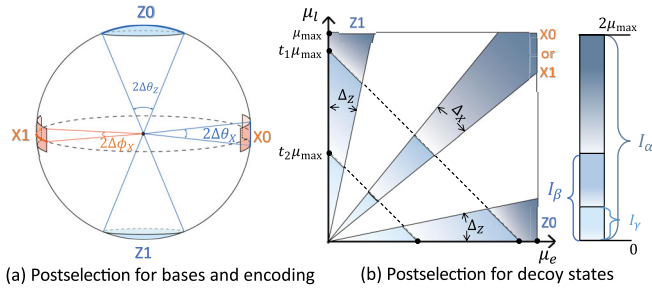 Z0
2Δθ_Z
X1
2Δϕ_X
2Δθ_X
X0
Z1
(a) Postselection for bases and encoding
μ_l
Z1
μ_max
t_1μ_max
Δ_Z
Δ_X
X0
or
X1
t_2μ_max
Z0
Δ_Z
μ_e
2μ_max
I_α
I_β
I_γ
0
(b) Postselection for decoy states